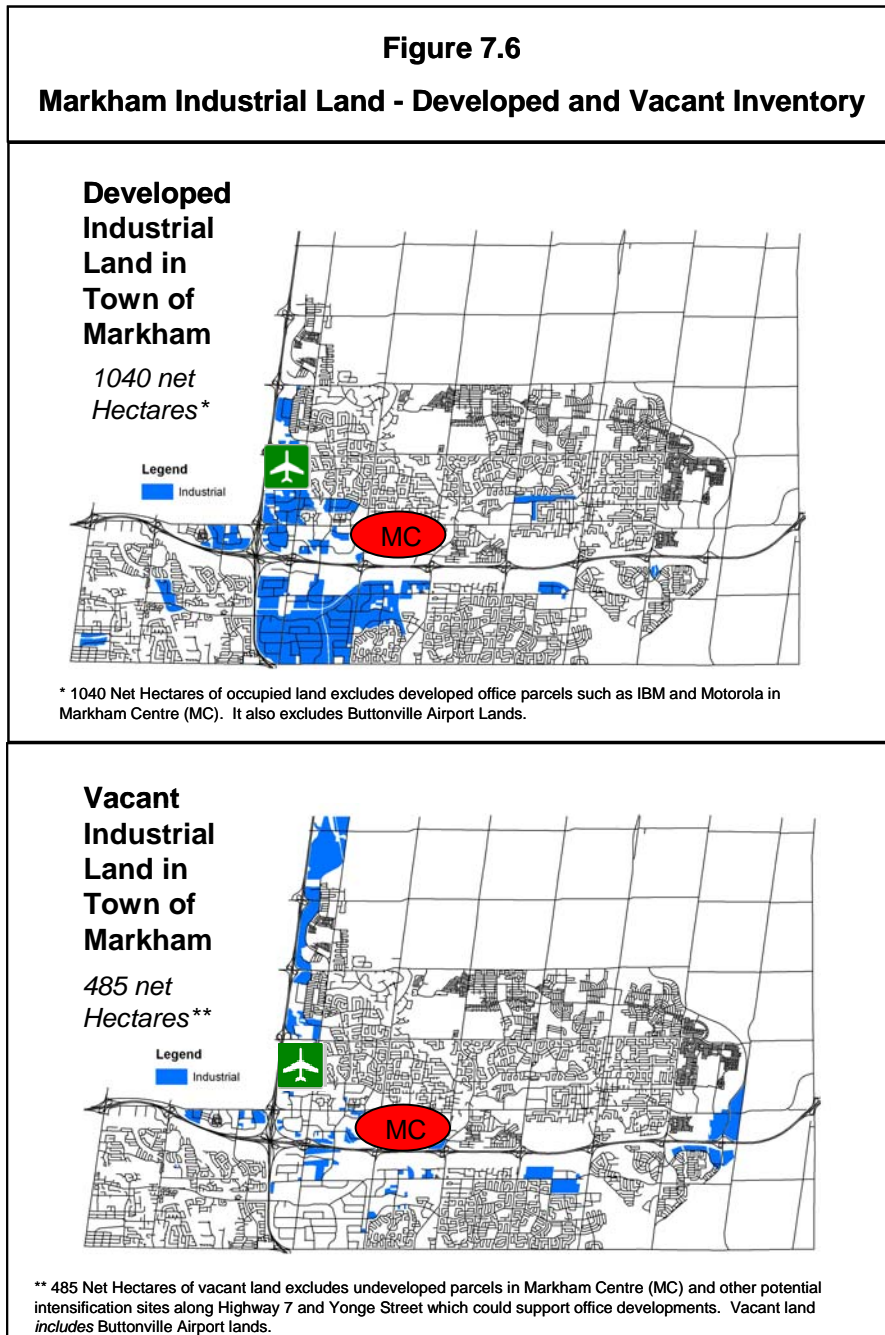 Figure 7.6
Markham Industrial Land - Developed and Vacant Inventory
Developed
Industrial
Land in
Town of
Markham
1040 net
Hectares*
Legend
Industrial
MC
* 1040 Net Hectares of occupied land excludes developed office parcels such as IBM and Motorola in
Markham Centre (MC). It also excludes Buttonville Airport Lands.
Vacant
Industrial
Land in
Town of
Markham
485 net
Hectares**
Legend
Industrial
MC
** 485 Net Hectares of vacant land excludes undeveloped parcels in Markham Centre (MC) and other potential
intensification sites along Highway 7 and Yonge Street which could support office developments. Vacant land
includes Buttonville Airport lands.